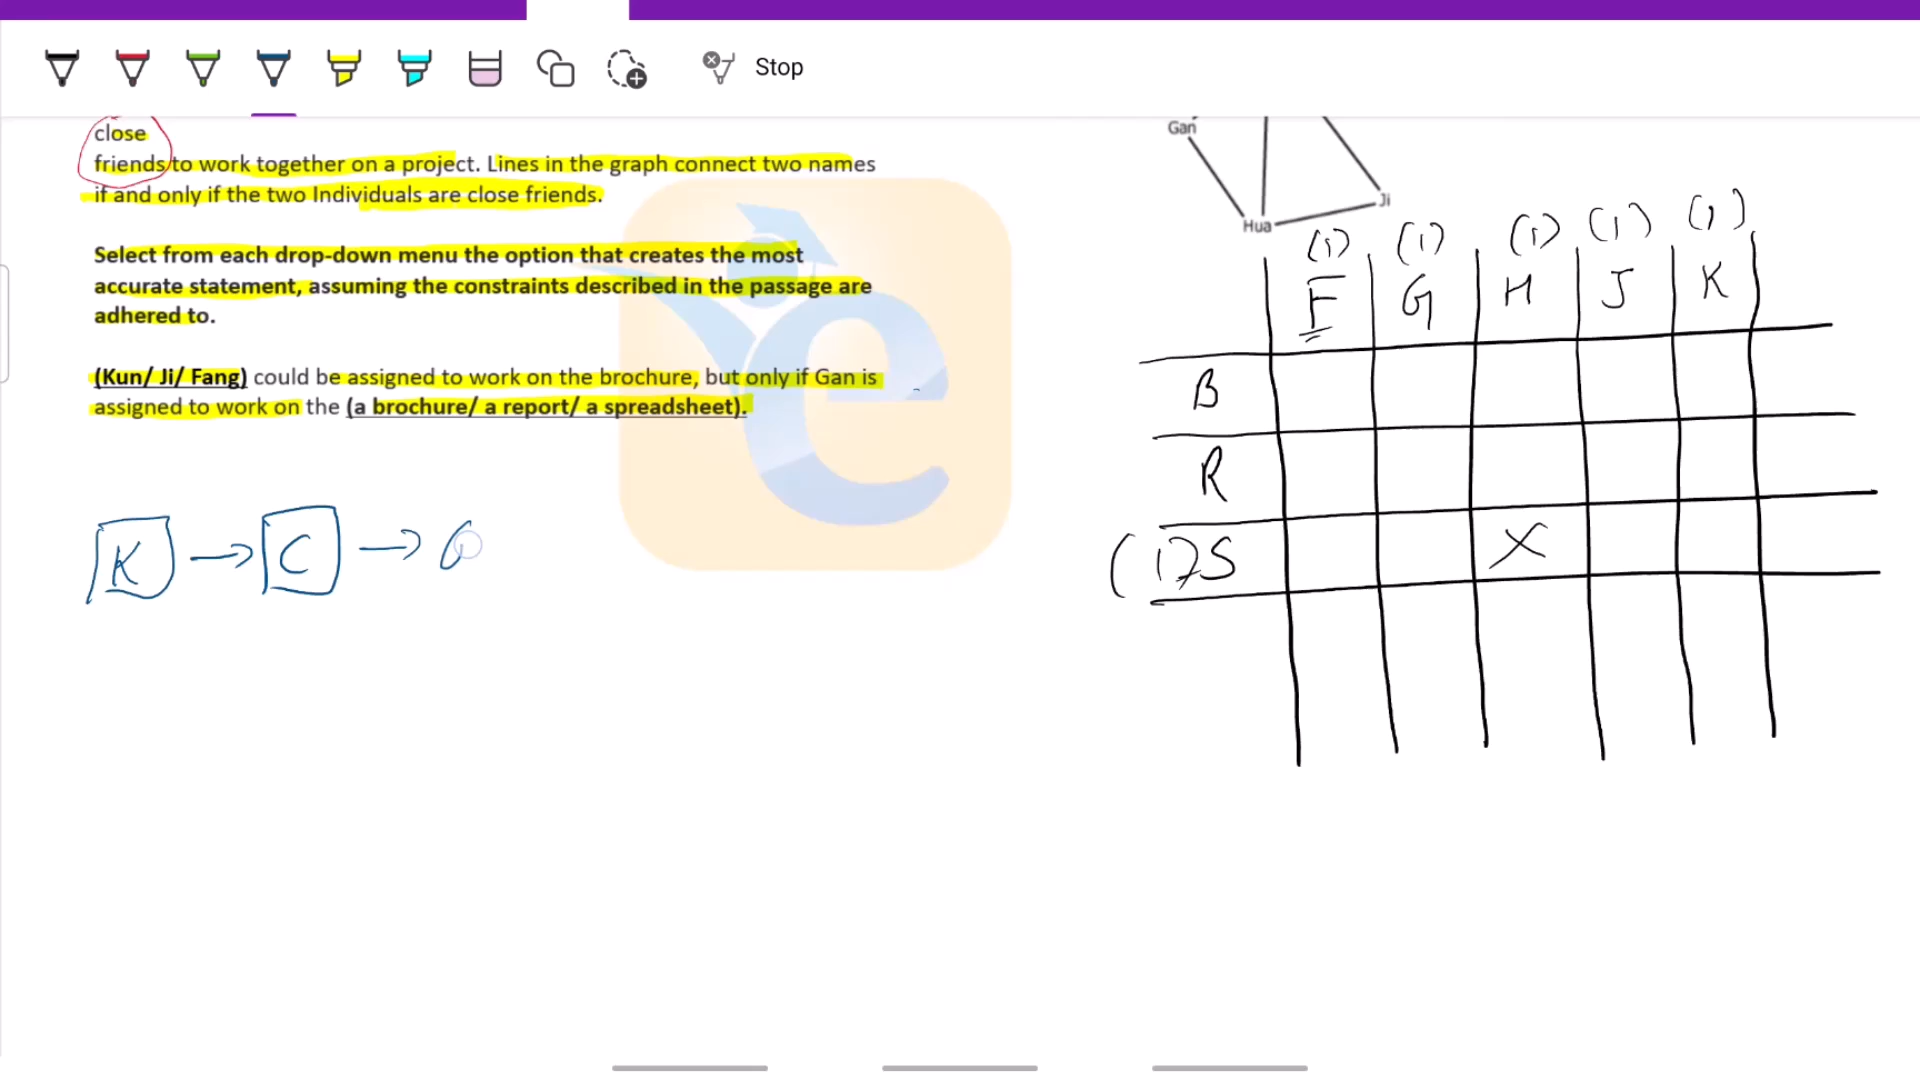 Stop
close
friends to work together on a project. Lines in the graph connect two names
if and only if the two Individuals are close friends.
Select from each drop-down menu the option that creates the most
accurate statement, assuming the constraints described in the passage are
adhered to.
(Kun/ Ji/ Fang) could be assigned to work on the brochure, but only if Gan is
assigned to work on the (a brochure/ a report/ a spreadsheet).
K → C → G
Gan
Ji
Hua
(1) (1) (1) (1) (1)
F G H J K
B
R
(1) S X